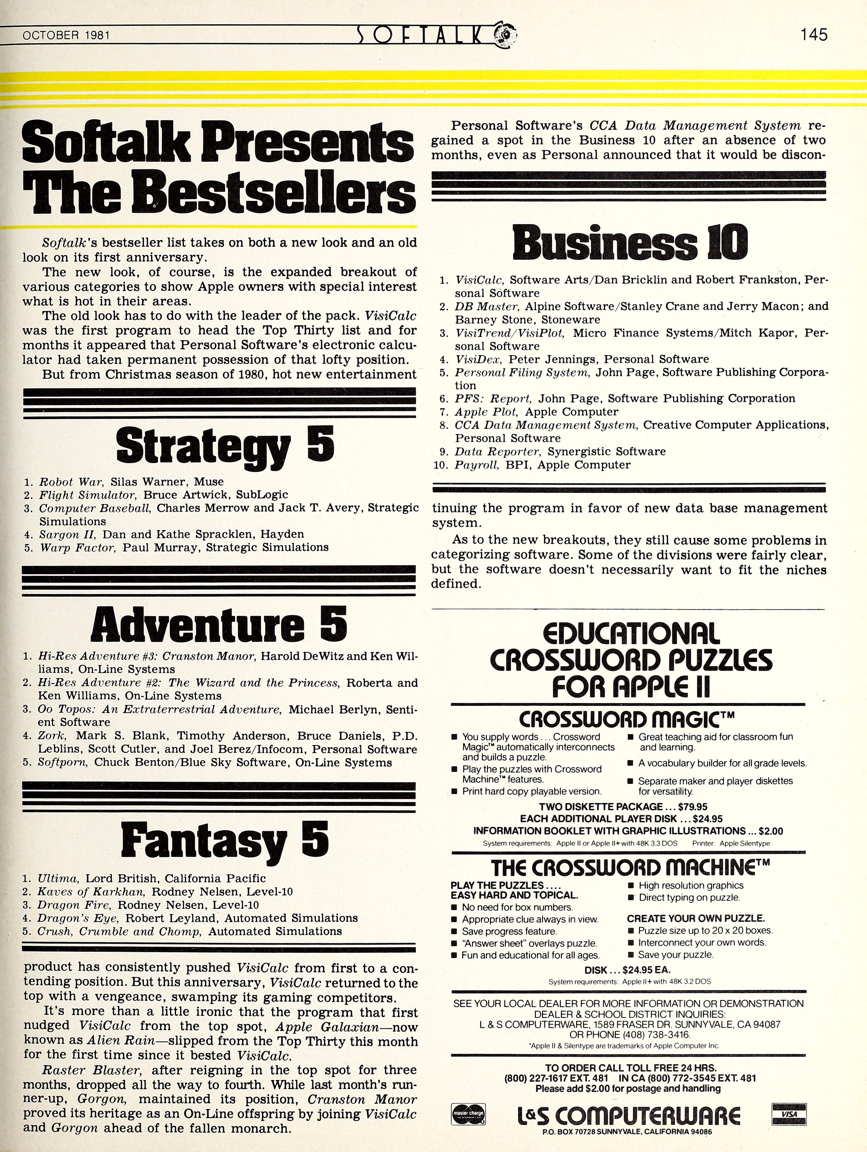 OCTOBER 1981
SOFTALK
145
Softalk Presents
The Bestsellers
Softalk's bestseller list takes on both a new look and an old
look on its first anniversary.
The new look, of course, is the expanded breakout of
various categories to show Apple owners with special interest
what is hot in their areas.
The old look has to do with the leader of the pack. VisiCalc
was the first program to head the Top Thirty list and for
months it appeared that Personal Software's electronic calcu-
lator had taken permanent possession of that lofty position.
But from Christmas season of 1980, hot new entertainment
Strategy 5
1. Robot War, Silas Warner, Muse
2. Flight Simulator, Bruce Artwick, SubLogic
3. Computer Baseball, Charles Merrow and Jack T. Avery, Strategic
Simulations
4. Sargon II, Dan and Kathe Spracklen, Hayden
5. Warp Factor, Paul Murray, Strategic Simulations
Adventure 5
1. Hi-Res Adventure #3: Cranston Manor, Harold DeWitz and Ken Wil-
liams, On-Line Systems
2. Hi-Res Adventure #2: The Wizard and the Princess, Roberta and
Ken Williams, On-Line Systems
3. Oo Topos: An Extraterrestrial Adventure, Michael Berlyn, Senti-
ent Software
4. Zork, Mark S. Blank, Timothy Anderson, Bruce Daniels, P.D.
Leblins, Scott Cutler, and Joel Berez/Infocom, Personal Software
5. Softporn, Chuck Benton/Blue Sky Software, On-Line Systems
Fantasy 5
1. Ultima, Lord British, California Pacific
2. Kaves of Karkhan, Rodney Nelsen, Level-10
3. Dragon Fire, Rodney Nelsen, Level-10
4. Dragon's Eye, Robert Leyland, Automated Simulations
5. Crush, Crumble and Chomp, Automated Simulations
product has consistently pushed VisiCalc from first to a con-
tending position. But this anniversary, VisiCalc returned to the
top with a vengeance, swamping its gaming competitors.
It's more than a little ironic that the program that first
nudged VisiCalc from the top spot, Apple Galaxian—now
known as Alien Rain—slipped from the Top Thirty this month
for the first time since it bested VisiCalc.
Raster Blaster, after reigning in the top spot for three
months, dropped all the way to fourth. While last month's run-
ner-up, Gorgon, maintained its position, Cranston Manor
proved its heritage as an On-Line offspring by joining VisiCalc
and Gorgon ahead of the fallen monarch.
Personal Software's CCA Data Management System re-
gained a spot in the Business 10 after an absence of two
months, even as Personal announced that it would be discon-
Business 10
1. VisiCalc, Software Arts/Dan Bricklin and Robert Frankston, Per-
sonal Software
2. DB Master, Alpine Software/Stanley Crane and Jerry Macon; and
Barney Stone, Stoneware
3. VisiTrend/VisiPlot, Micro Finance Systems/Mitch Kapor, Per-
sonal Software
4. VisiDex, Peter Jennings, Personal Software
5. Personal Filing System, John Page, Software Publishing Corpora-
tion
6. PFS: Report, John Page, Software Publishing Corporation
7. Apple Plot, Apple Computer
8. CCA Data Management System, Creative Computer Applications,
Personal Software
9. Data Reporter, Synergistic Software
10. Payroll, BPI, Apple Computer
tinuing the program in favor of new data base management
system.
As to the new breakouts, they still cause some problems in
categorizing software. Some of the divisions were fairly clear,
but the software doesn't necessarily want to fit the niches
defined.
EDUCATIONAL
CROSSWORD PUZZLES
FOR APPLE II
CROSSWORD MAGIC™
■ You supply words . . . Crossword
Magic™ automatically interconnects
and builds a puzzle.
■ Play the puzzles with Crossword
Machine™ features.
■ Print hard copy playable version.
■ Great teaching aid for classroom fun
and learning.
■ A vocabulary builder for all grade levels.
■ Separate maker and player diskettes
for versatility.
TWO DISKETTE PACKAGE . . . $79.95
EACH ADDITIONAL PLAYER DISK . . . $24.95
INFORMATION BOOKLET WITH GRAPHIC ILLUSTRATIONS . . . $2.00
System requirements: Apple II or Apple II+ with 48K 3.3 DOS Printer: Apple Silentype
THE CROSSWORD MACHINE™
PLAY THE PUZZLES . . . .
EASY HARD AND TOPICAL.
■ No need for box numbers.
■ Appropriate clue always in view.
■ Save progress feature.
■ "Answer sheet" overlays puzzle.
■ Fun and educational for all ages.
■ High resolution graphics
■ Direct typing on puzzle.
CREATE YOUR OWN PUZZLE.
■ Puzzle size up to 20 x 20 boxes.
■ Interconnect your own words.
■ Save your puzzle.
DISK . . . $24.95 EA.
System requirements: Apple II+ with 48K 3.2 DOS
SEE YOUR LOCAL DEALER FOR MORE INFORMATION OR DEMONSTRATION
DEALER & SCHOOL DISTRICT INQUIRIES:
L & S COMPUTERWARE, 1589 FRASER DR. SUNNYVALE, CA 94087
OR PHONE (408) 738-3416.
*Apple II & Silentype are trademarks of Apple Computer Inc.
TO ORDER CALL TOLL FREE 24 HRS.
(800) 227-1617 EXT. 481 IN CA (800) 772-3545 EXT. 481
Please add $2.00 for postage and handling
master charge
L&S COMPUTERWARE
VISA
P.O. BOX 70728 SUNNYVALE, CALIFORNIA 94086